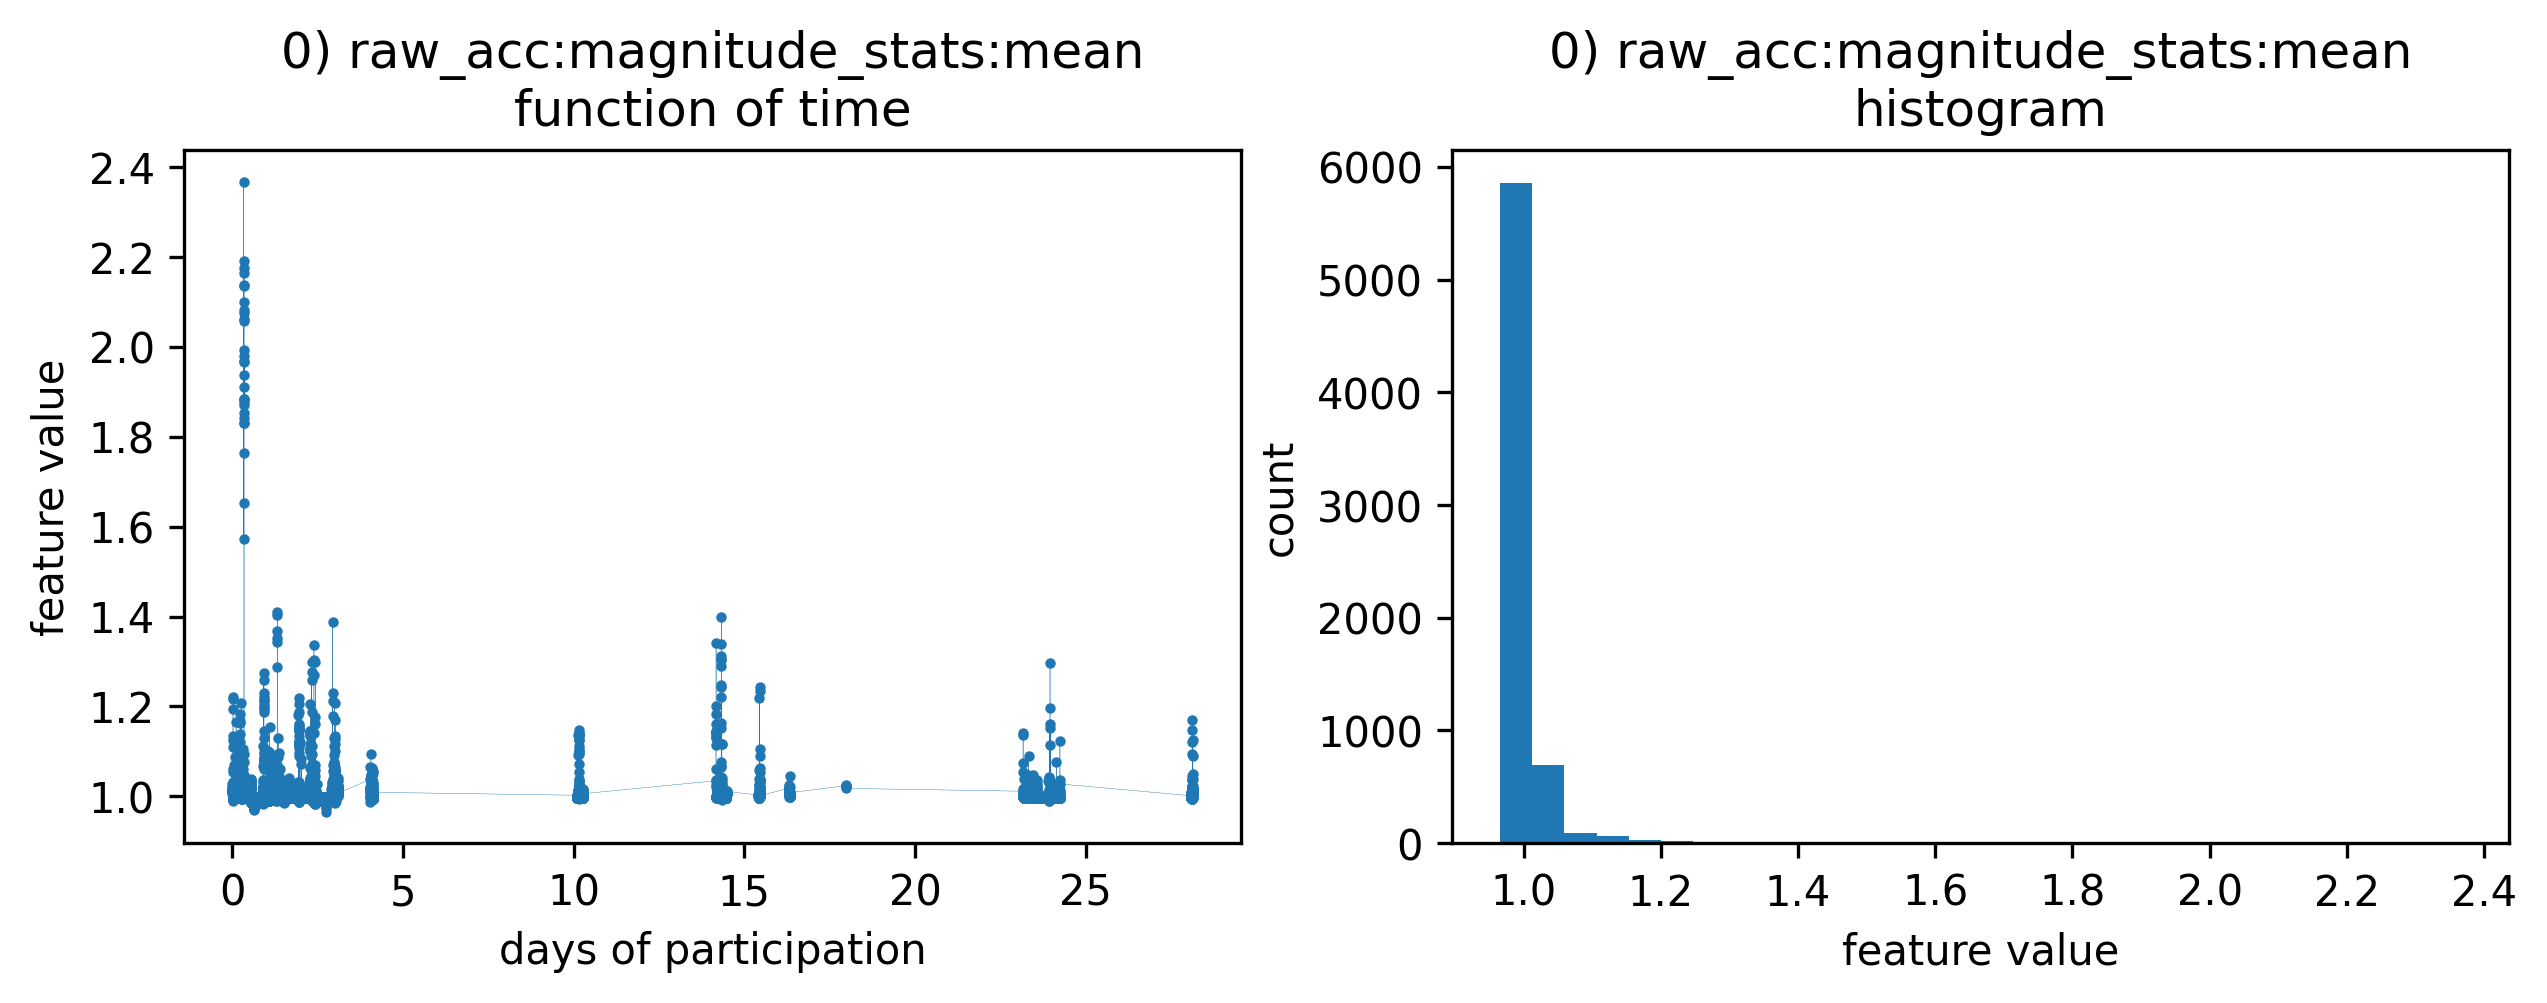 0) raw_acc:magnitude_stats:mean
function of time
2.4
2.2
2.0
1.8
1.6
1.4
1.2
1.0
feature value
0 5 10 15 20 25
days of participation
0) raw_acc:magnitude_stats:mean
histogram
6000
5000
4000
3000
2000
1000
0
count
1.0 1.2 1.4 1.6 1.8 2.0 2.2 2.4
feature value